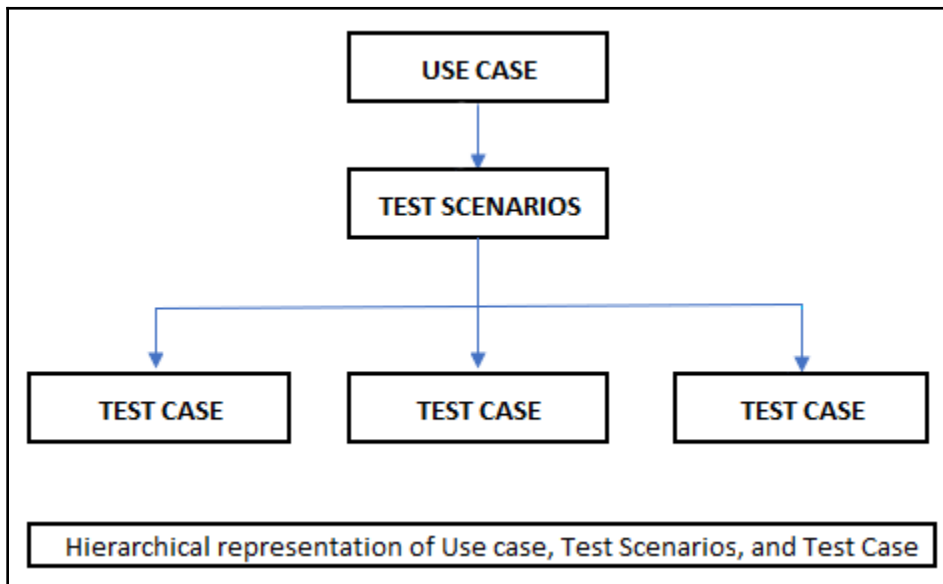 USE CASE
TEST SCENARIOS
TEST CASE
TEST CASE
TEST CASE
Hierarchical representation of Use case, Test Scenarios, and Test Case